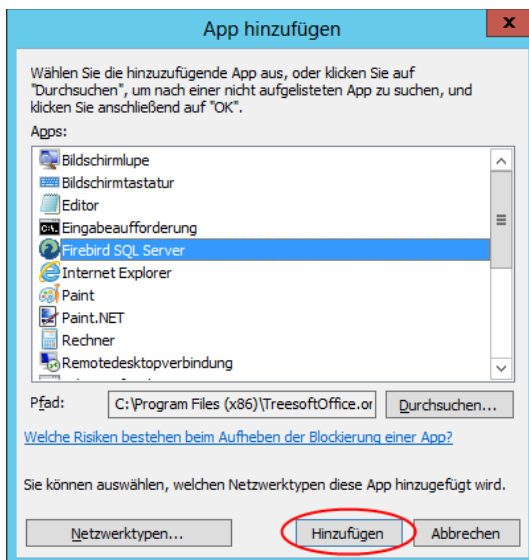 App hinzufügen
x
Wählen Sie die hinzuzufügende App aus, oder klicken Sie auf
"Durchsuchen", um nach einer nicht aufgelisteten App zu suchen, und
klicken Sie anschließend auf "OK".
Apps:
Bildschirmlupe
Bildschirmtastatur
Editor
Eingabeaufforderung
Firebird SQL Server
Internet Explorer
Paint
Paint.NET
Rechner
Remotedesktopverbindung
Pfad: C:\Program Files (x86)\TreesoftOffice.or Durchsuchen...
Welche Risiken bestehen beim Aufheben der Blockierung einer App?
Sie können auswählen, welchen Netzwerktypen diese App hinzugefügt wird.
Netzwerktypen... Hinzufügen Abbrechen